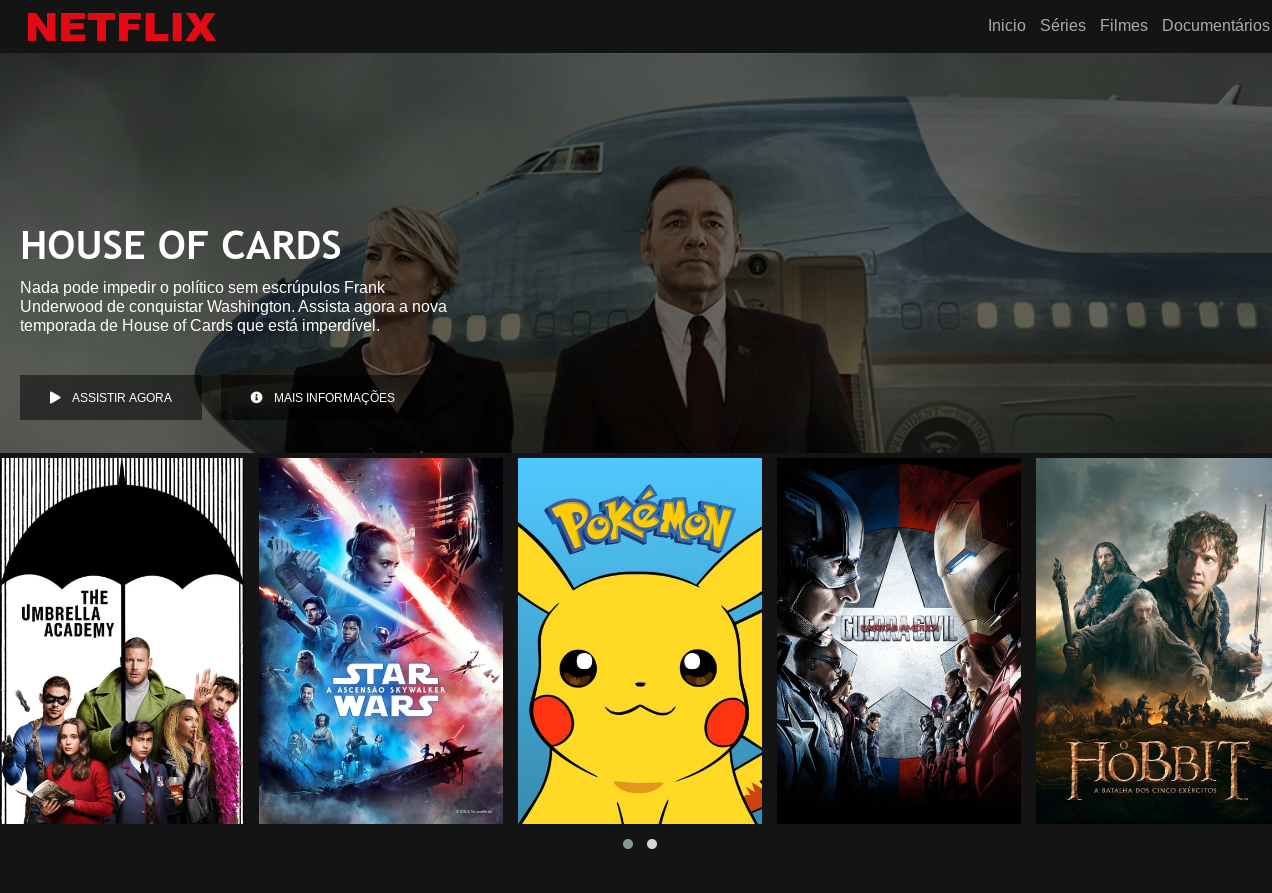 NETFLIX
Inicio Séries Filmes Documentários
HOUSE OF CARDS
Nada pode impedir o político sem escrúpulos Frank
Underwood de conquistar Washington. Assista agora a nova
temporada de House of Cards que está imperdível.
ASSISTIR AGORA
MAIS INFORMAÇÕES
THE
UMBRELLA
ACADEMY
STAR
A ASCENSÃO SKYWALKER
WARS
POKÉMON
CAPITÃO AMÉRICA
GUERRA CIVIL
O
HOBBIT
A BATALHA DOS CINCO EXÉRCITOS